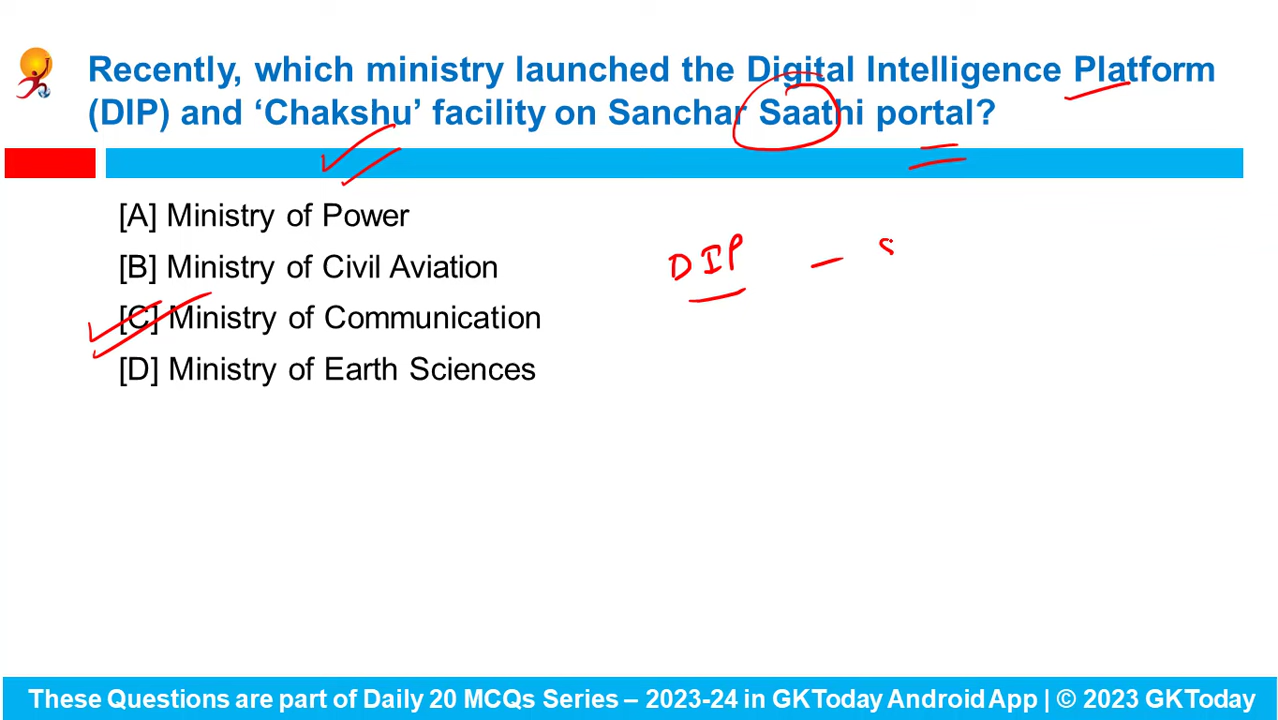 Recently, which ministry launched the Digital Intelligence Platform
(DIP) and ‘Chakshu’ facility on Sanchar Saathi portal?
[A] Ministry of Power
[B] Ministry of Civil Aviation
[C] Ministry of Communication
[D] Ministry of Earth Sciences
DIP – S
These Questions are part of Daily 20 MCQs Series – 2023-24 in GKToday Android App | © 2023 GKToday